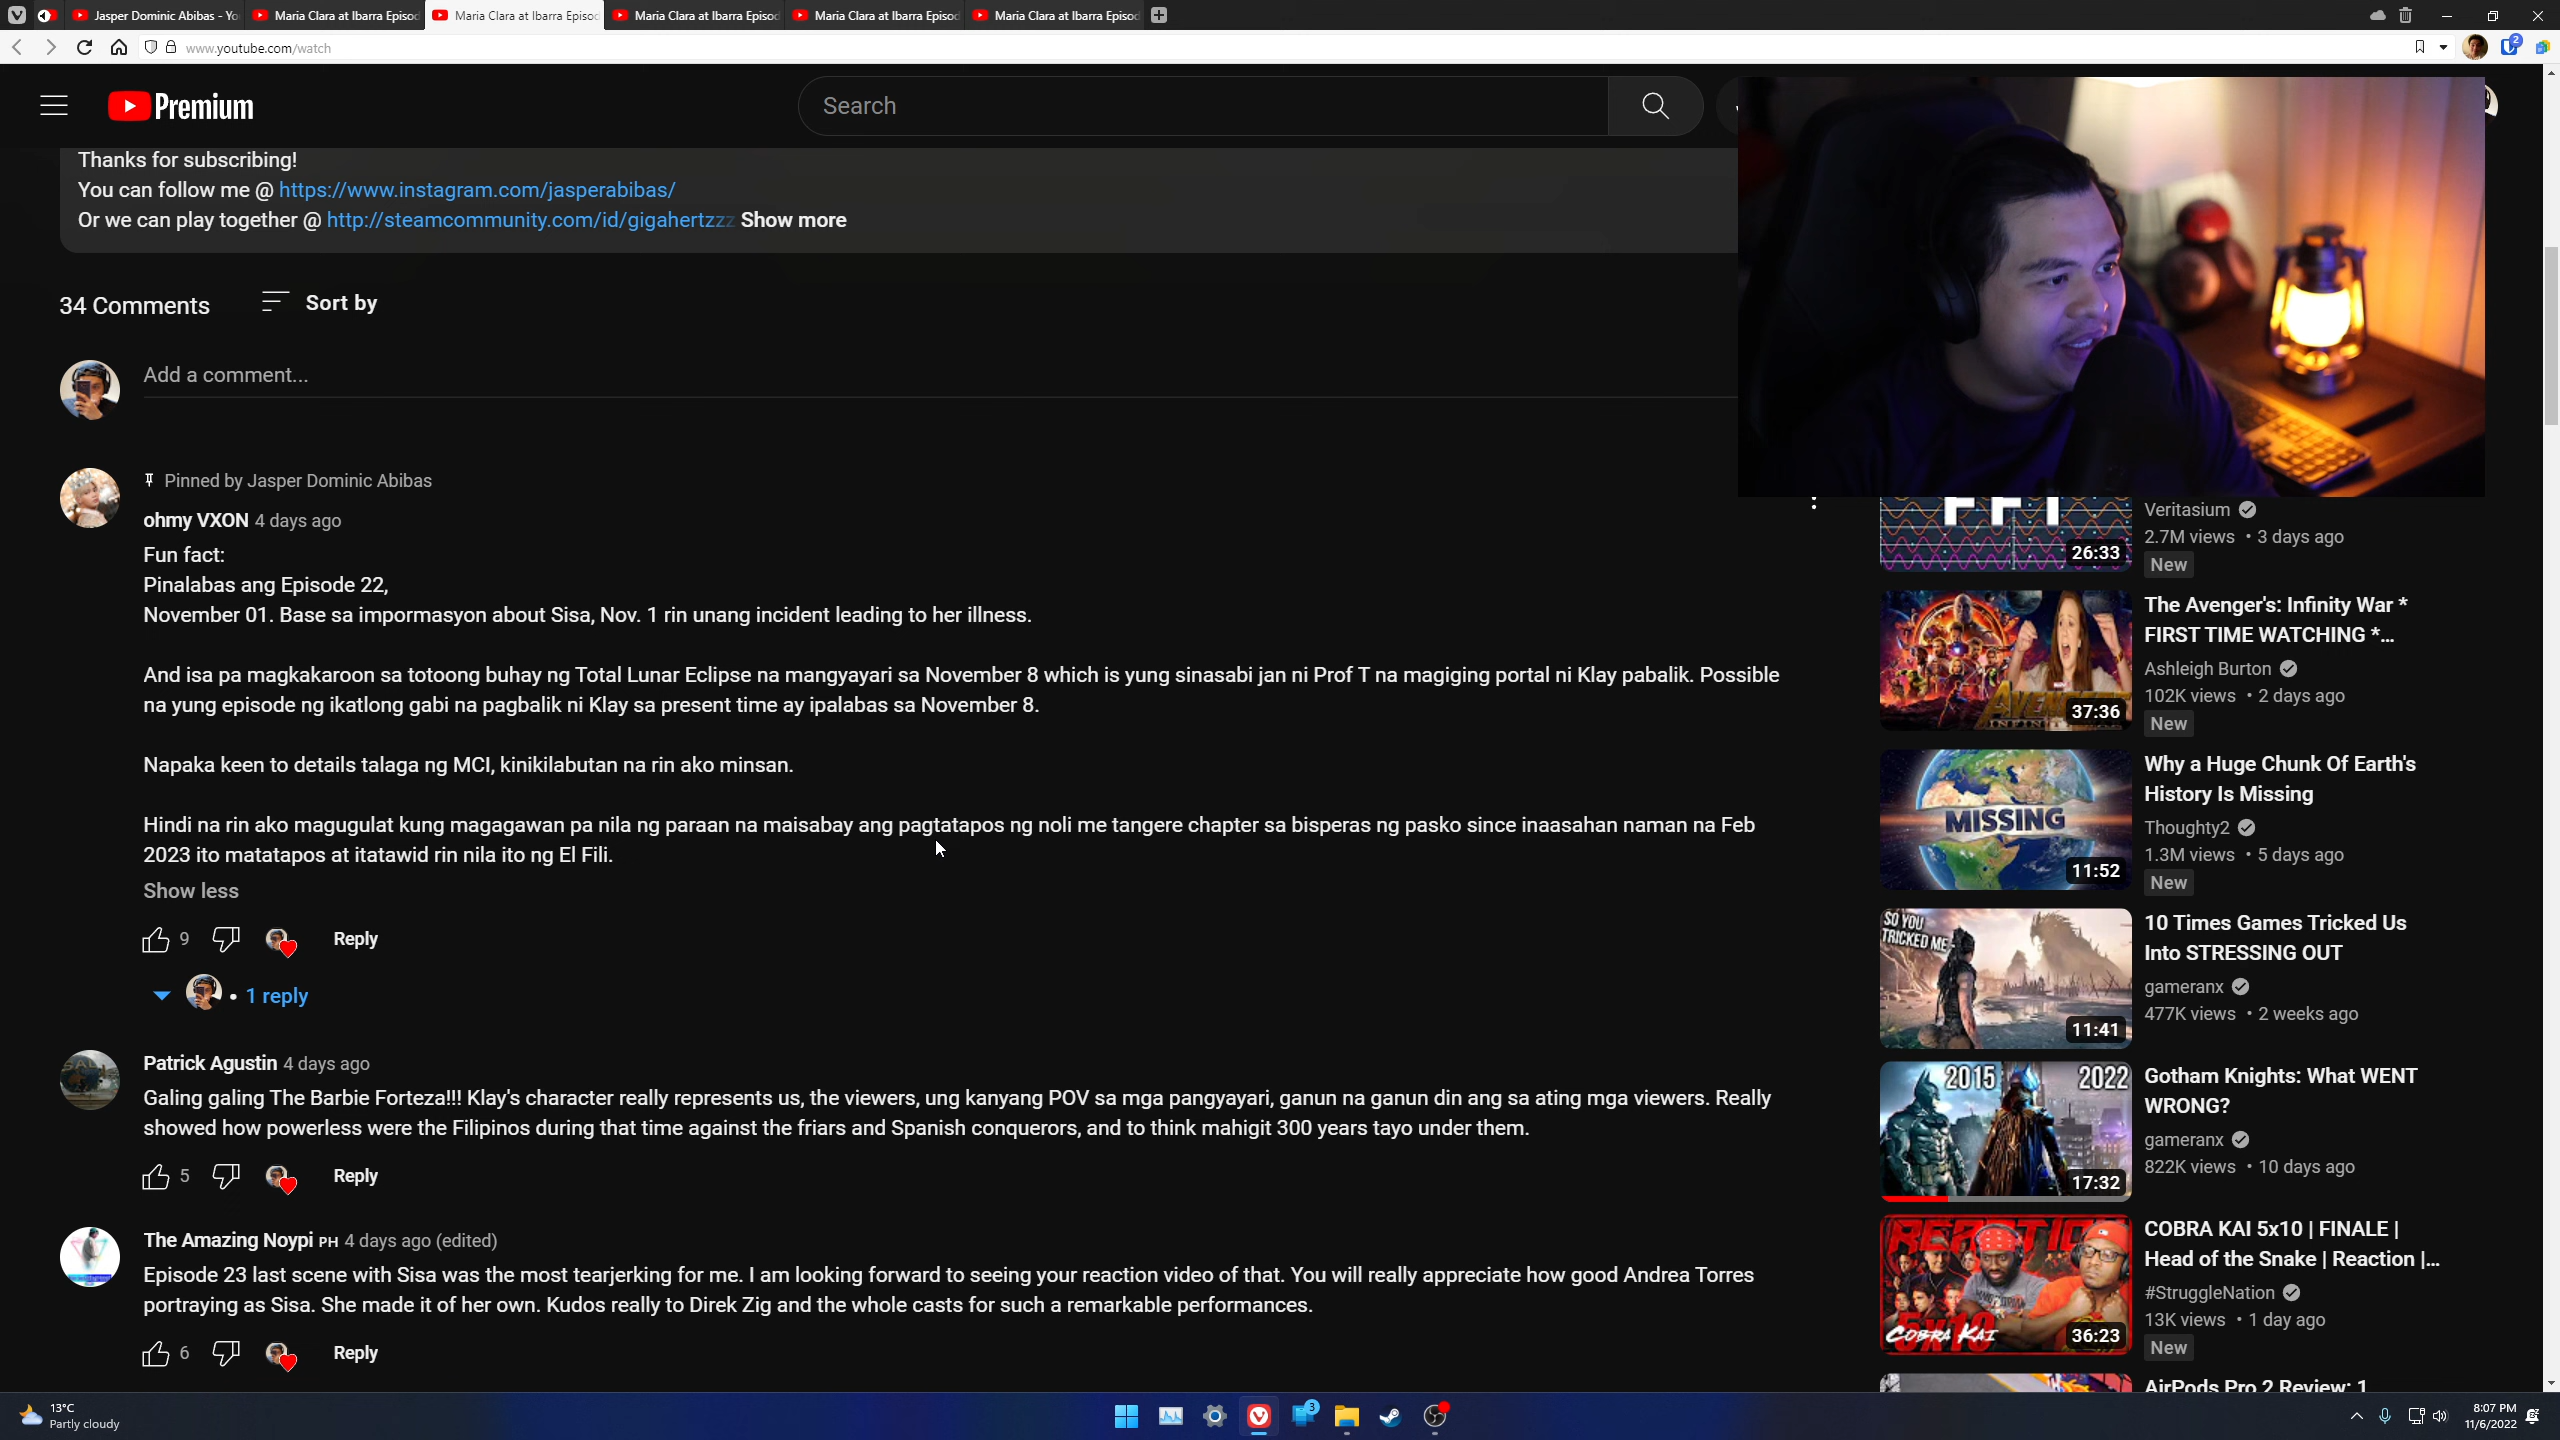 Jasper Dominic Abibas - Yo
Maria Clara at Ibarra Episod
Maria Clara at Ibarra Episod
Maria Clara at Ibarra Episod
Maria Clara at Ibarra Episod
Maria Clara at Ibarra Episod
www.youtube.com/watch
2
Premium
Search
Thanks for subscribing!
You can follow me @ https://www.instagram.com/jasperabibas/
Or we can play together @ http://steamcommunity.com/id/gigahertzzz Show more
34 Comments
Sort by
Add a comment...
Pinned by Jasper Dominic Abibas
ohmy VXON 4 days ago
Fun fact:
Pinalabas ang Episode 22,
November 01. Base sa impormasyon about Sisa, Nov. 1 rin unang incident leading to her illness.
And isa pa magkakaroon sa totoong buhay ng Total Lunar Eclipse na mangyayari sa November 8 which is yung sinasabi jan ni Prof T na magiging portal ni Klay pabalik. Possible
na yung episode ng ikatlong gabi na pagbalik ni Klay sa present time ay ipalabas sa November 8.
Napaka keen to details talaga ng MCI, kinikilabutan na rin ako minsan.
Hindi na rin ako magugulat kung magagawan pa nila ng paraan na maisabay ang pagtatapos ng noli me tangere chapter sa bisperas ng pasko since inaasahan naman na Feb
2023 ito matatapos at itatawid rin nila ito ng El Fili.
Show less
9
Reply
1 reply
Patrick Agustin 4 days ago
Galing galing The Barbie Forteza!!! Klay's character really represents us, the viewers, ung kanyang POV sa mga pangyayari, ganun na ganun din ang sa ating mga viewers. Really
showed how powerless were the Filipinos during that time against the friars and Spanish conquerors, and to think mahigit 300 years tayo under them.
5
Reply
The Amazing Noypi PH 4 days ago (edited)
Episode 23 last scene with Sisa was the most tearjerking for me. I am looking forward to seeing your reaction video of that. You will really appreciate how good Andrea Torres
portraying as Sisa. She made it of her own. Kudos really to Direk Zig and the whole casts for such a remarkable performances.
6
Reply
FFT
26:33
Veritasium
2.7M views • 3 days ago
New
37:36
The Avenger's: Infinity War *
FIRST TIME WATCHING *...
Ashleigh Burton
102K views • 2 days ago
New
MISSING
11:52
Why a Huge Chunk Of Earth's
History Is Missing
Thoughty2
1.3M views • 5 days ago
New
SO YOU
TRICKED ME
11:41
10 Times Games Tricked Us
Into STRESSING OUT
gameranx
477K views • 2 weeks ago
2015
2022
17:32
Gotham Knights: What WENT
WRONG?
gameranx
822K views • 10 days ago
REACTIO
5x10
COBRA KAI
36:23
COBRA KAI 5x10 | FINALE |
Head of the Snake | Reaction |...
#StruggleNation
13K views • 1 day ago
New
AirPods Pro 2 Review: 1
13°C
Partly cloudy
3
8:07 PM
11/6/2022